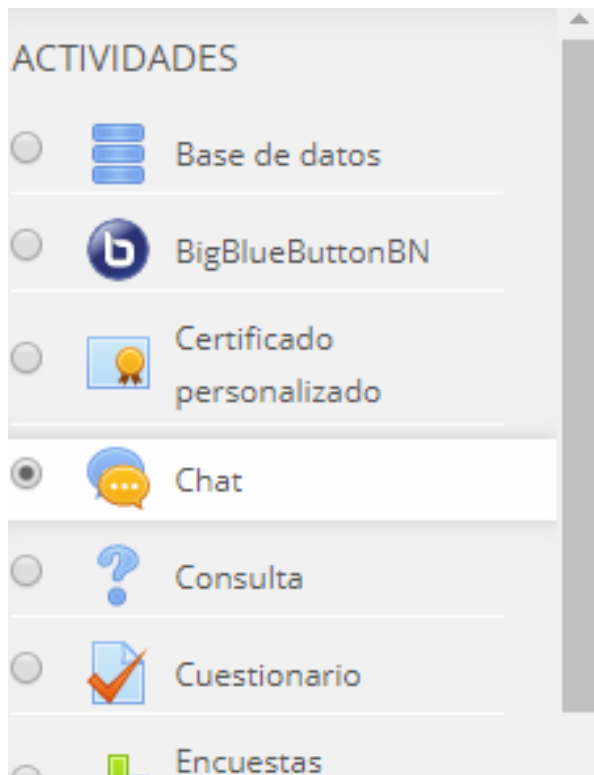 ACTIVIDADES
Base de datos
BigBlueButtonBN
Certificado
personalizado
Chat
Consulta
Cuestionario
Encuestas